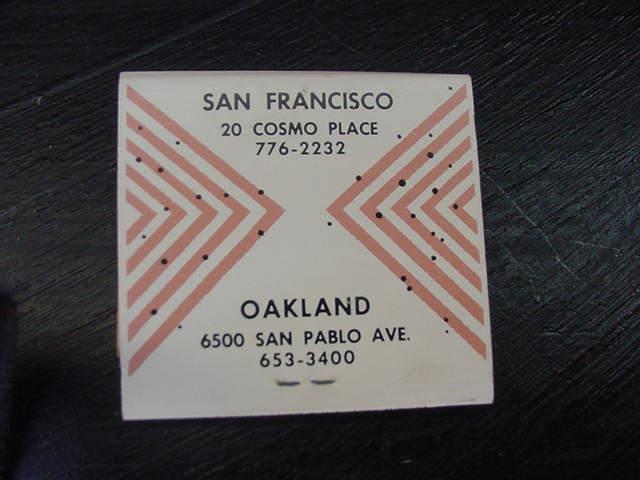 SAN FRANCISCO
20 COSMO PLACE
776-2232
OAKLAND
6500 SAN PABLO AVE.
653-3400